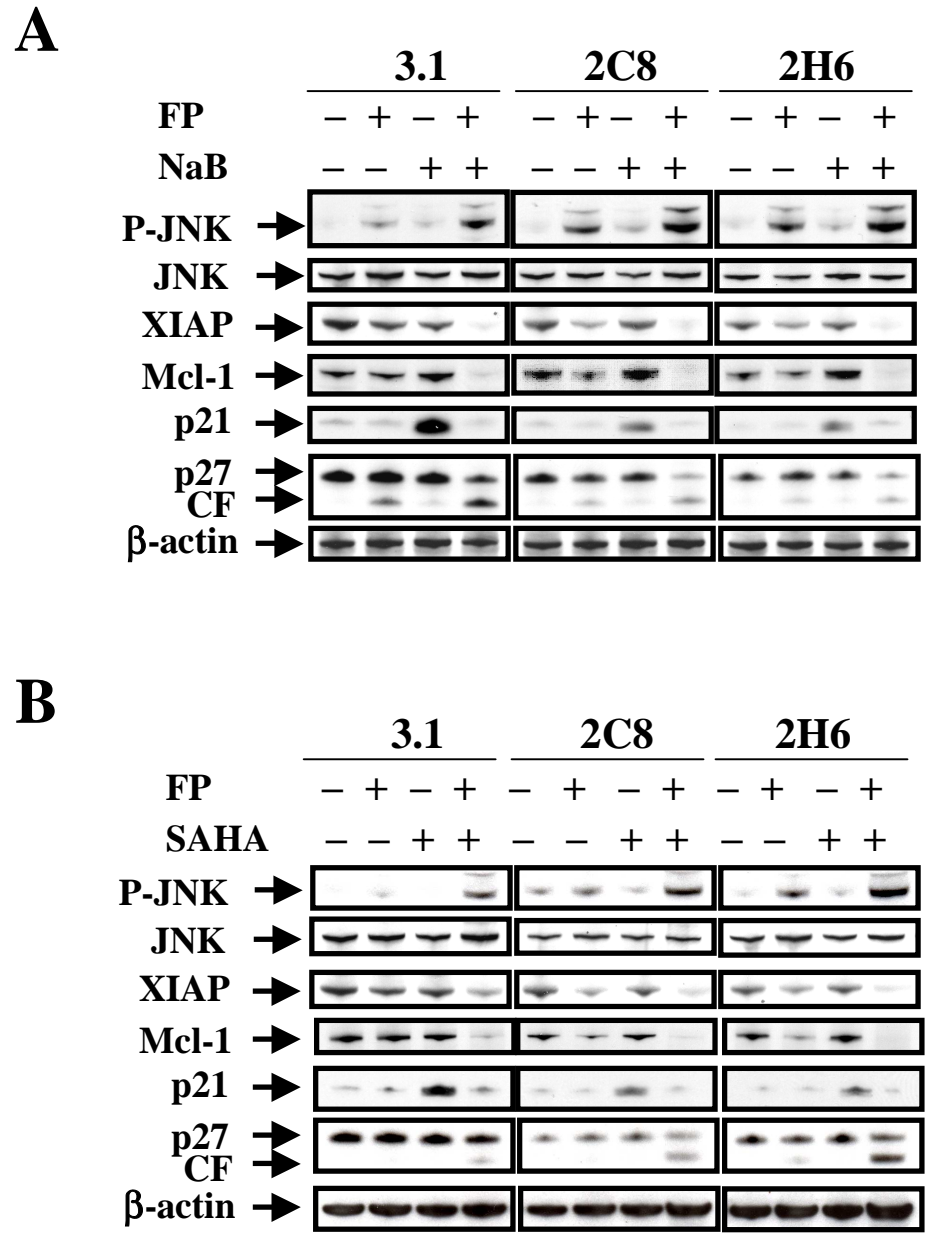 A
3.1 2C8 2H6
FP − + − + − + − + − + − +
NaB − − + + − − + + − − + +
P-JNK
JNK
XIAP
Mcl-1
p21
p27
CF
β-actin
B
3.1 2C8 2H6
FP − + − + − + − + − + − +
SAHA − − + + − − + + − − + +
P-JNK
JNK
XIAP
Mcl-1
p21
p27
CF
β-actin